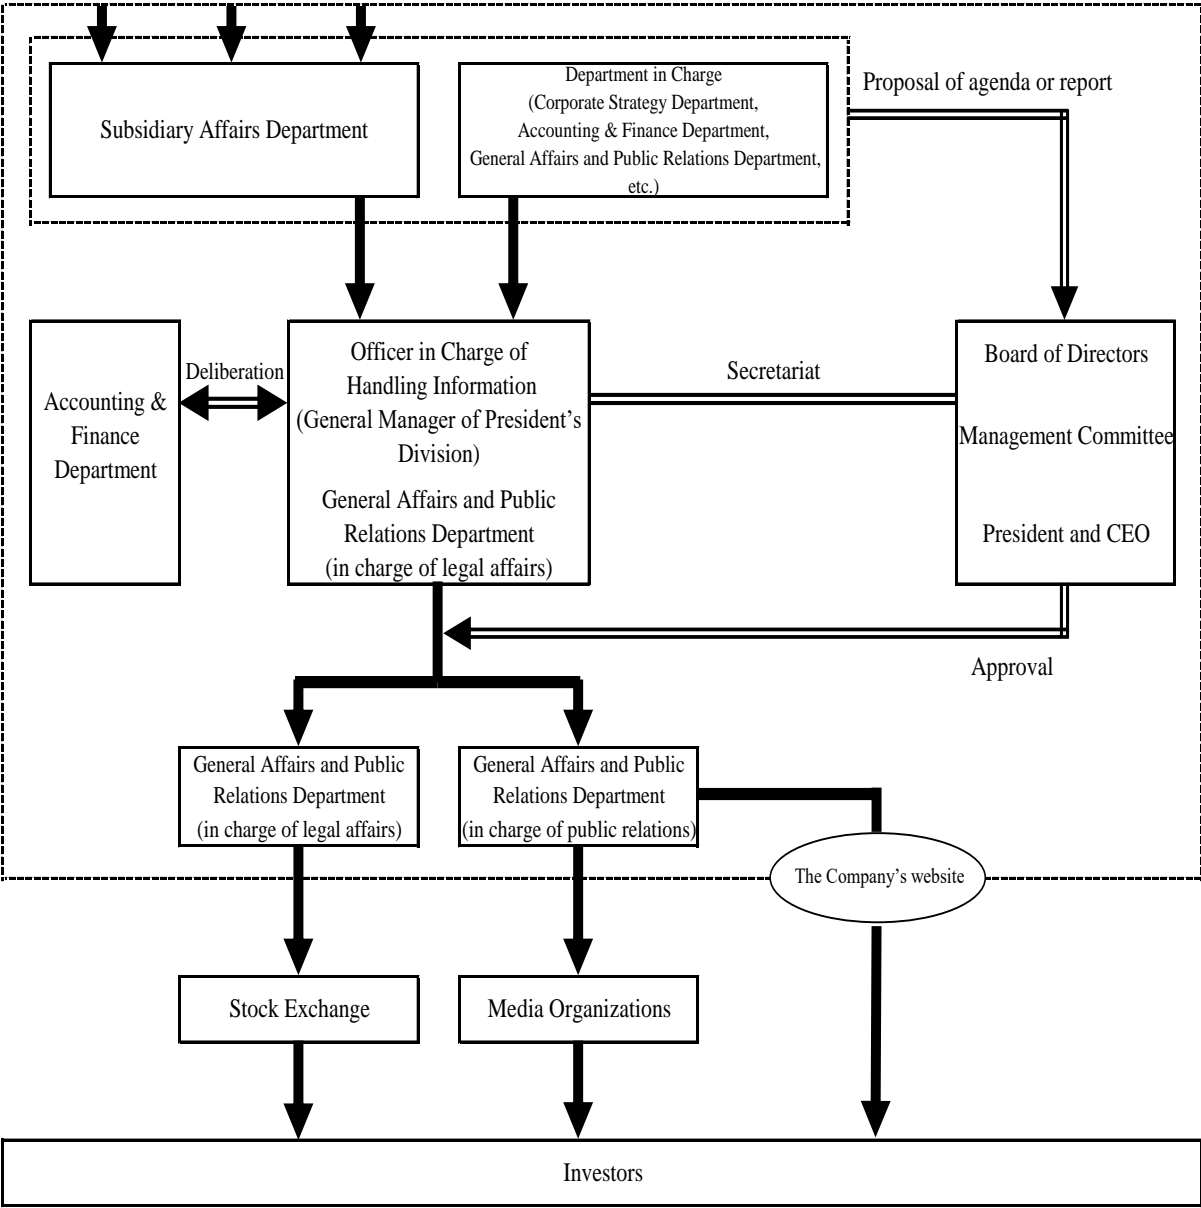 Department in Charge
(Corporate Strategy Department,
Accounting & Finance Department,
General Affairs and Public Relations Department,
etc.)
Subsidiary Affairs Department
Proposal of agenda or report
Accounting &
Finance
Department
Deliberation
Officer in Charge of
Handling Information
(General Manager of President’s
Division)
General Affairs and Public
Relations Department
(in charge of legal affairs)
Secretariat
Board of Directors
Management Committee
President and CEO
Approval
General Affairs and Public
Relations Department
(in charge of legal affairs)
General Affairs and Public
Relations Department
(in charge of public relations)
The Company’s website
Stock Exchange
Media Organizations
Investors